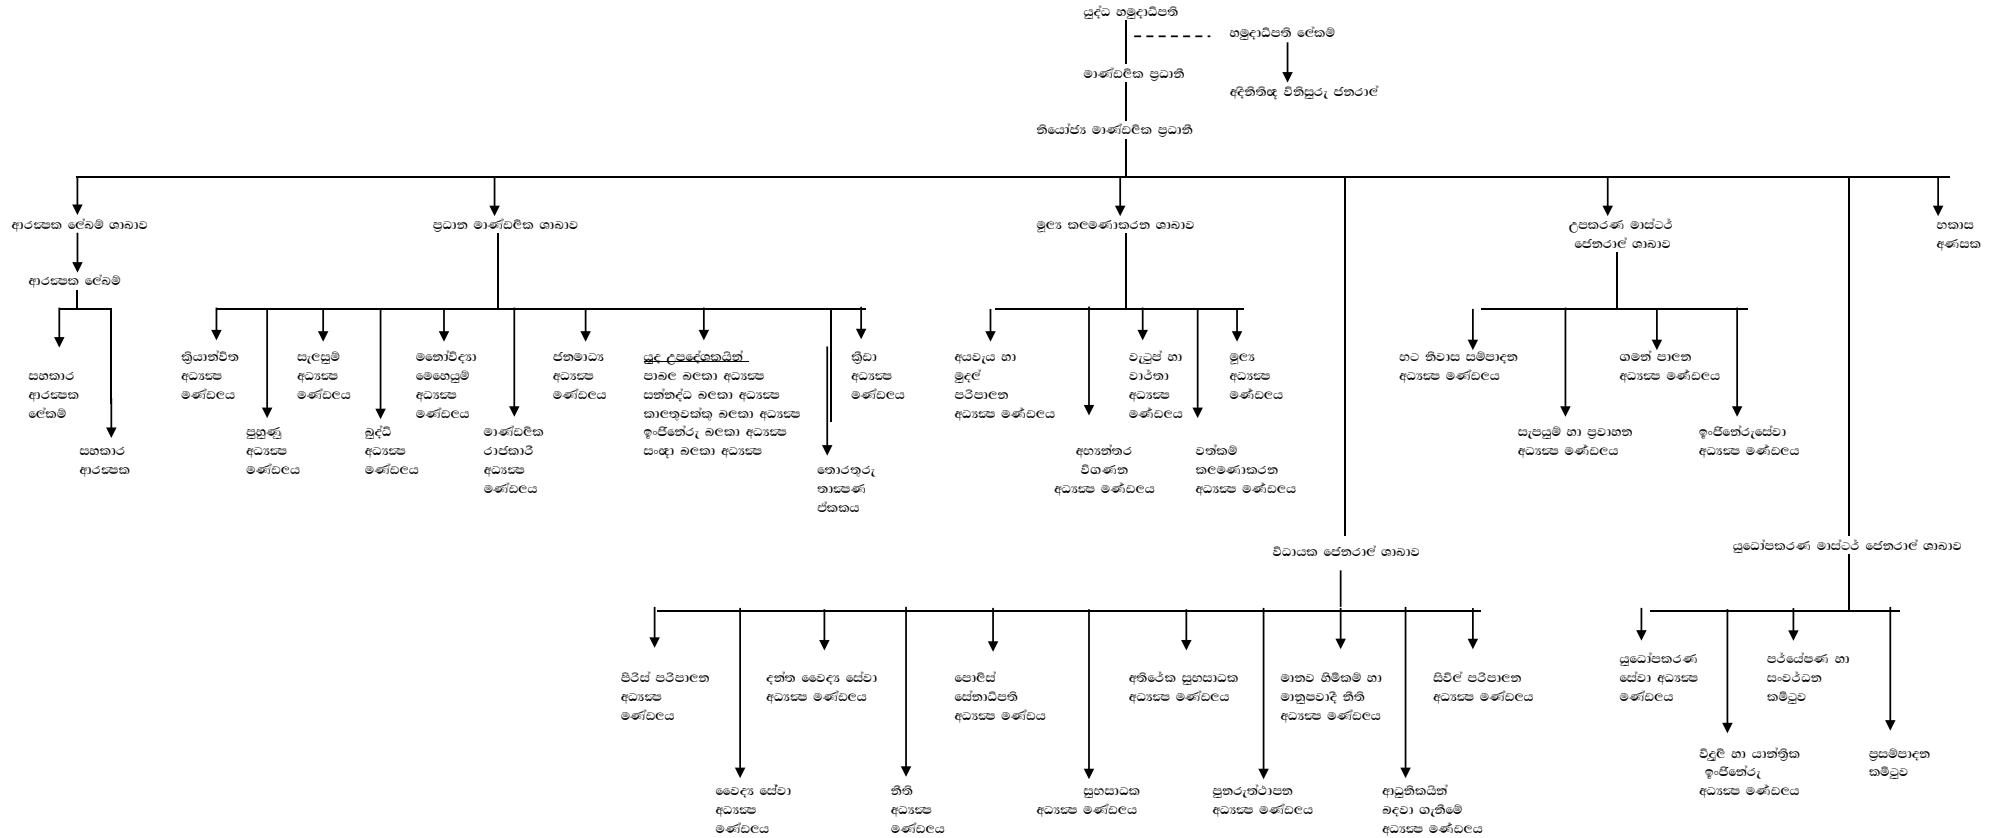 යුද්ධ හමුදාධිපති
හමුදාධිපති ලේකම්
මාණ්ඩලික ප්‍රධානී
අදිනීතිඥ විනිසුරු ජනරාල්
නියෝජ්‍ය මාණ්ඩලික ප්‍රධානී
ආරක්‍ෂක ලේඛම් ශාඛාව
ප්‍රධාන මාණ්ඩලික ශාඛාව
මූල්‍ය කලමණාකරන ශාඛාව
උපකරණ මාස්ටර්
ජෙනරාල් ශාඛාව
හකාස
අණසක
ආරක්‍ෂක ලේඛම්
සහකාර
ආරක්‍ෂක
ලේකම්
සහකාර
ආරක්‍ෂක
ක්‍රියාන්විත
අධ්‍යක්‍ෂ
මණ්ඩලය
පුහුණු
අධ්‍යක්‍ෂ
මණ්ඩලය
සැලසුම්
අධ්‍යක්‍ෂ
මණ්ඩලය
බුද්ධි
අධ්‍යක්‍ෂ
මණ්ඩලය
මනෝවිද්‍යා
මෙහෙයුම්
අධ්‍යක්‍ෂ
මණ්ඩලය
මාණ්ඩලික
රාජකාරී
අධ්‍යක්‍ෂ
මණ්ඩලය
ජනමාධ්‍ය
අධ්‍යක්‍ෂ
මණ්ඩලය
යුද උපදේශකයින්
පාබල බලකා අධ්‍යක්‍ෂ
සන්නද්ධ බලකා අධ්‍යක්‍ෂ
කාලතුවක්කු බලකා අධ්‍යක්‍ෂ
ඉංජිනේරු බලකා අධ්‍යක්‍ෂ
සංඥා බලකා අධ්‍යක්‍ෂ
තොරතුරු
තාක්‍ෂණ
ඒකකය
ක්‍රීඩා
අධ්‍යක්‍ෂ
මණ්ඩලය
අයවැය හා
මුදල්
පරිපාලන
අධ්‍යක්‍ෂ මණ්ඩලය
අභ්‍යන්තර
විගණන
අධ්‍යක්‍ෂ මණ්ඩලය
වැටුප් හා
වාර්තා
අධ්‍යක්‍ෂ
මණ්ඩලය
වත්කම්
කලමණාකරන
අධ්‍යක්‍ෂ මණ්ඩලය
මූල්‍ය
අධ්‍යක්‍ෂ
මණ්ඩලය
භට නිවාස සම්පාදන
අධ්‍යක්‍ෂ මණ්ඩලය
සැපයුම් හා ප්‍රවාහන
අධ්‍යක්‍ෂ මණ්ඩලය
ගමන් පාලන
අධ්‍යක්‍ෂ මණ්ඩලය
ඉංජිනේරුසේවා
අධ්‍යක්‍ෂ මණ්ඩලය
විධායක ජෙනරාල් ශාඛාව
යුධෝපකරණ මාස්ටර් ජෙනරාල් ශාඛාව
පිරිස් පරිපාලන
අධ්‍යක්‍ෂ
මණ්ඩලය
වෛද්‍ය සේවා
අධ්‍යක්‍ෂ
මණ්ඩලය
දන්ත වෛද්‍ය සේවා
අධ්‍යක්‍ෂ මණ්ඩලය
නීති
අධ්‍යක්‍ෂ
මණ්ඩලය
පොලිස්
සේනාධිපති
අධ්‍යක්‍ෂ මණ්ඩය
සුභසාධක
අධ්‍යක්‍ෂ මණ්ඩලය
අතිරේක සුභසාධක
අධ්‍යක්‍ෂ මණ්ඩලය
පුනරුත්ථාපන
අධ්‍යක්‍ෂ මණ්ඩලය
මානව හිමිකම් හා
මානුපවාදී නීති
අධ්‍යක්‍ෂ මණ්ඩලය
ආධුනිකයින්
බදවා ගැනීමේ
අධ්‍යක්‍ෂ මණ්ඩලය
සිවිල් පරිපාලන
අධ්‍යක්‍ෂ මණ්ඩලය
යුධෝපකරණ
සේවා අධ්‍යක්‍ෂ
මණ්ඩලය
විදුලි හා යාන්ත්‍රික
ඉංජිනේරු
අධ්‍යක්‍ෂ මණ්ඩලය
පර්යේෂණ හා
සංවර්ධන
කමිටුව
ප්‍රසම්පාදන
කමිටුව